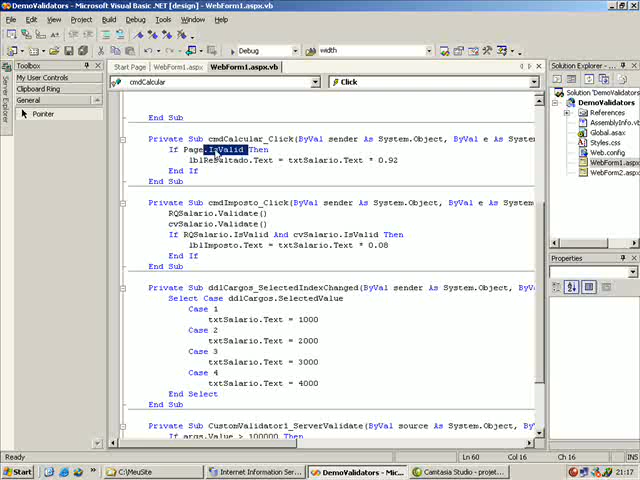 DemoValidators - Microsoft Visual Basic .NET [design] - WebForm1.aspx.vb
File Edit View Project Build Debug Tools Window Help
Debug width
Toolbox
Start Page WebForm1.aspx WebForm1.aspx.vb
Solution Explorer -
Server Explorer
My User Controls
Clipboard Ring
General
Pointer
cmdCalcular Click
End Sub
Private Sub cmdCalcular_Click(ByVal sender As System.Object, ByVal e As System
If Page.IsValid Then
lblResultado.Text = txtSalario.Text * 0.92
End If
End Sub
Private Sub cmdImposto_Click(ByVal sender As System.Object, ByVal e As System
RQSalario.Validate()
cvSalario.Validate()
If RQSalario.IsValid And cvSalario.IsValid Then
lblImposto.Text = txtSalario.Text * 0.08
End If
End Sub
Private Sub ddlCargos_SelectedIndexChanged(ByVal sender As System.Object, ByVa
Select Case ddlCargos.SelectedValue
Case 1
txtSalario.Text = 1000
Case 2
txtSalario.Text = 2000
Case 3
txtSalario.Text = 3000
Case 4
txtSalario.Text = 4000
End Select
End Sub
Private Sub CustomValidator1_ServerValidate(ByVal source As System.Object, ByV
If args.Value > 100000 Then
Solution 'DemoValidators
DemoValidators
References
AssemblyInfo.vb
Global.asax
Styles.css
Web.config
WebForm1.aspx
WebForm2.aspx
Properties
Ready Ln 60 Col 16 Ch 16 INS
Start C:\MeuSite Internet Information Ser... DemoValidators - Mic... Camtasia Studio - projet... 21:17